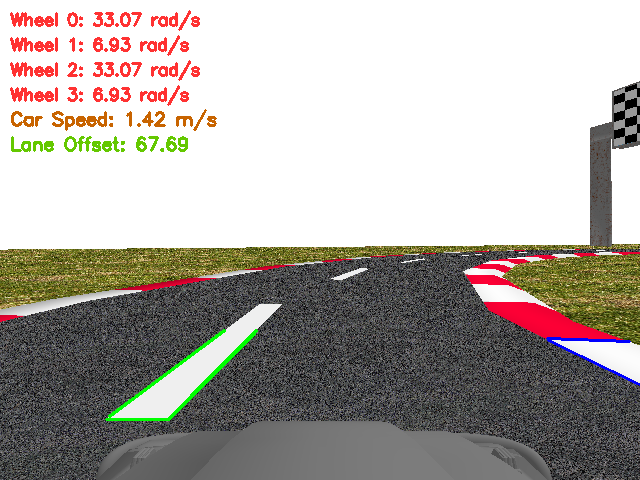 Wheel 0: 33.07 rad/s
Wheel 1: 6.93 rad/s
Wheel 2: 33.07 rad/s
Wheel 3: 6.93 rad/s
Car Speed: 1.42 m/s
Lane Offset: 67.69